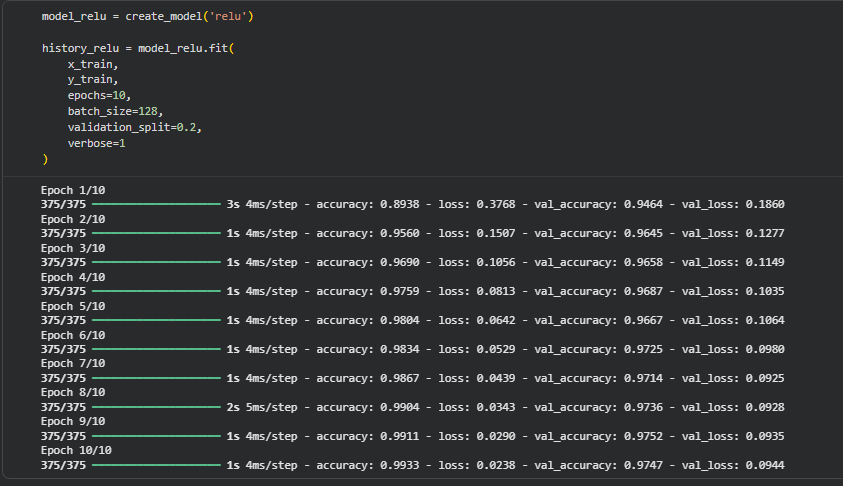 model_relu = create_model('relu')
history_relu = model_relu.fit(
x_train,
y_train,
epochs=10,
batch_size=128,
validation_split=0.2,
verbose=1
)
Epoch 1/10
375/375 3s 4ms/step - accuracy: 0.8938 - loss: 0.3768 - val_accuracy: 0.9464 - val_loss: 0.1860
Epoch 2/10
375/375 1s 4ms/step - accuracy: 0.9560 - loss: 0.1507 - val_accuracy: 0.9645 - val_loss: 0.1277
Epoch 3/10
375/375 1s 4ms/step - accuracy: 0.9690 - loss: 0.1056 - val_accuracy: 0.9658 - val_loss: 0.1149
Epoch 4/10
375/375 1s 4ms/step - accuracy: 0.9759 - loss: 0.0813 - val_accuracy: 0.9687 - val_loss: 0.1035
Epoch 5/10
375/375 1s 4ms/step - accuracy: 0.9804 - loss: 0.0642 - val_accuracy: 0.9667 - val_loss: 0.1064
Epoch 6/10
375/375 1s 4ms/step - accuracy: 0.9834 - loss: 0.0529 - val_accuracy: 0.9725 - val_loss: 0.0980
Epoch 7/10
375/375 1s 4ms/step - accuracy: 0.9867 - loss: 0.0439 - val_accuracy: 0.9714 - val_loss: 0.0925
Epoch 8/10
375/375 2s 5ms/step - accuracy: 0.9904 - loss: 0.0343 - val_accuracy: 0.9736 - val_loss: 0.0928
Epoch 9/10
375/375 1s 4ms/step - accuracy: 0.9911 - loss: 0.0290 - val_accuracy: 0.9752 - val_loss: 0.0935
Epoch 10/10
375/375 1s 4ms/step - accuracy: 0.9933 - loss: 0.0238 - val_accuracy: 0.9747 - val_loss: 0.0944